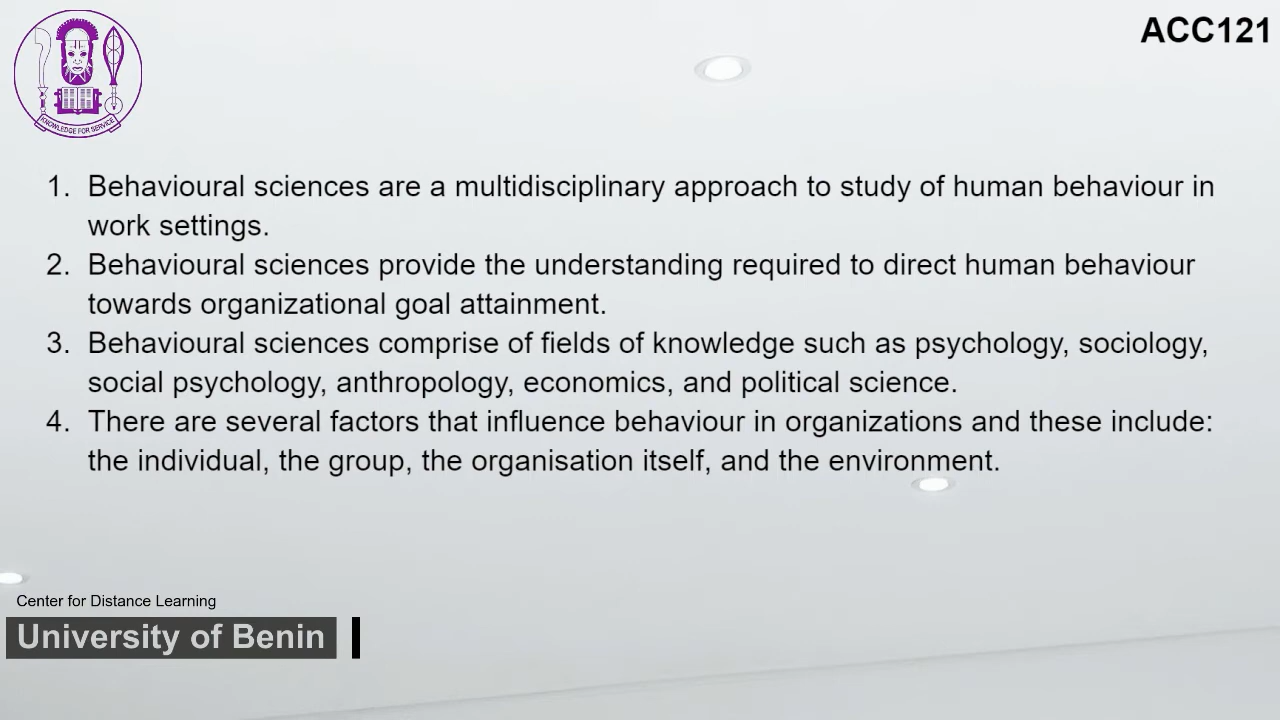 ACC121
KNOWLEDGE FOR SERVICE
1. Behavioural sciences are a multidisciplinary approach to study of human behaviour in
work settings.
2. Behavioural sciences provide the understanding required to direct human behaviour
towards organizational goal attainment.
3. Behavioural sciences comprise of fields of knowledge such as psychology, sociology,
social psychology, anthropology, economics, and political science.
4. There are several factors that influence behaviour in organizations and these include:
the individual, the group, the organisation itself, and the environment.
Center for Distance Learning
University of Benin